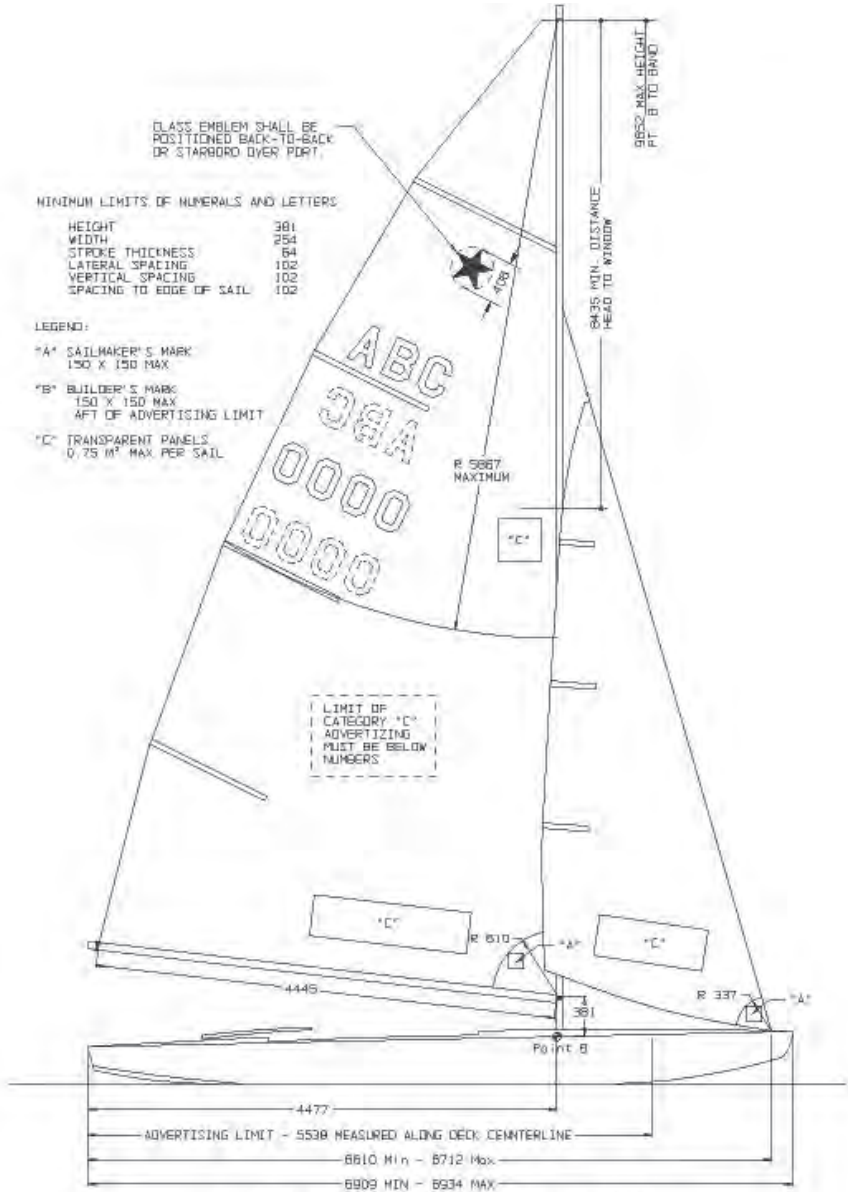 CLASS EMBLEM SHALL BE
POSITIONED BACK-TO-BACK
OR STARBORD OVER PORT.
MINIMUM LIMITS OF NUMERALS AND LETTERS
HEIGHT 381
WIDTH 254
STROKE THICKNESS 64
LATERAL SPACING 102
VERTICAL SPACING 102
SPACING TO EDGE OF SAIL 102
LEGEND:
"A" SAILMAKER'S MARK
150 X 150 MAX
"B" BUILDER'S MARK
150 X 150 MAX
AFT OF ADVERTISING LIMIT
"C" TRANSPARENT PANELS
0.75 M² MAX PER SAIL
MAX HEIGHT
PT. B TO BAND
MIN. DISTANCE
HEAD TO WINDOW
408
ABC
ABC
0000
0000
R 5867
MAXIMUM
"C"
LIMIT OF
CATEGORY "C"
ADVERTIZING
MUST BE BELOW
NUMBERS
"C"
R 610
"A"
"C"
4445
R 337
"A"
381
Point B
4477
ADVERTISING LIMIT - 5538 MEASURED ALONG DECK CENNTERLINE
6610 Min - 6712 Max
6909 MIN - 6934 MAX